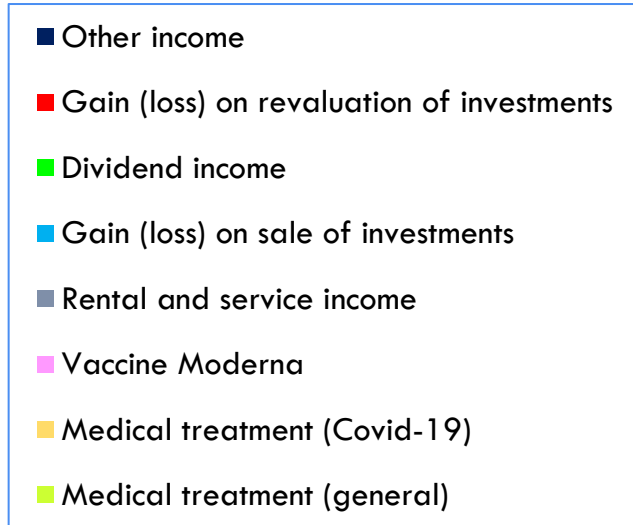 Other income
Gain (loss) on revaluation of investments
Dividend income
Gain (loss) on sale of investments
Rental and service income
Vaccine Moderna
Medical treatment (Covid-19)
Medical treatment (general)